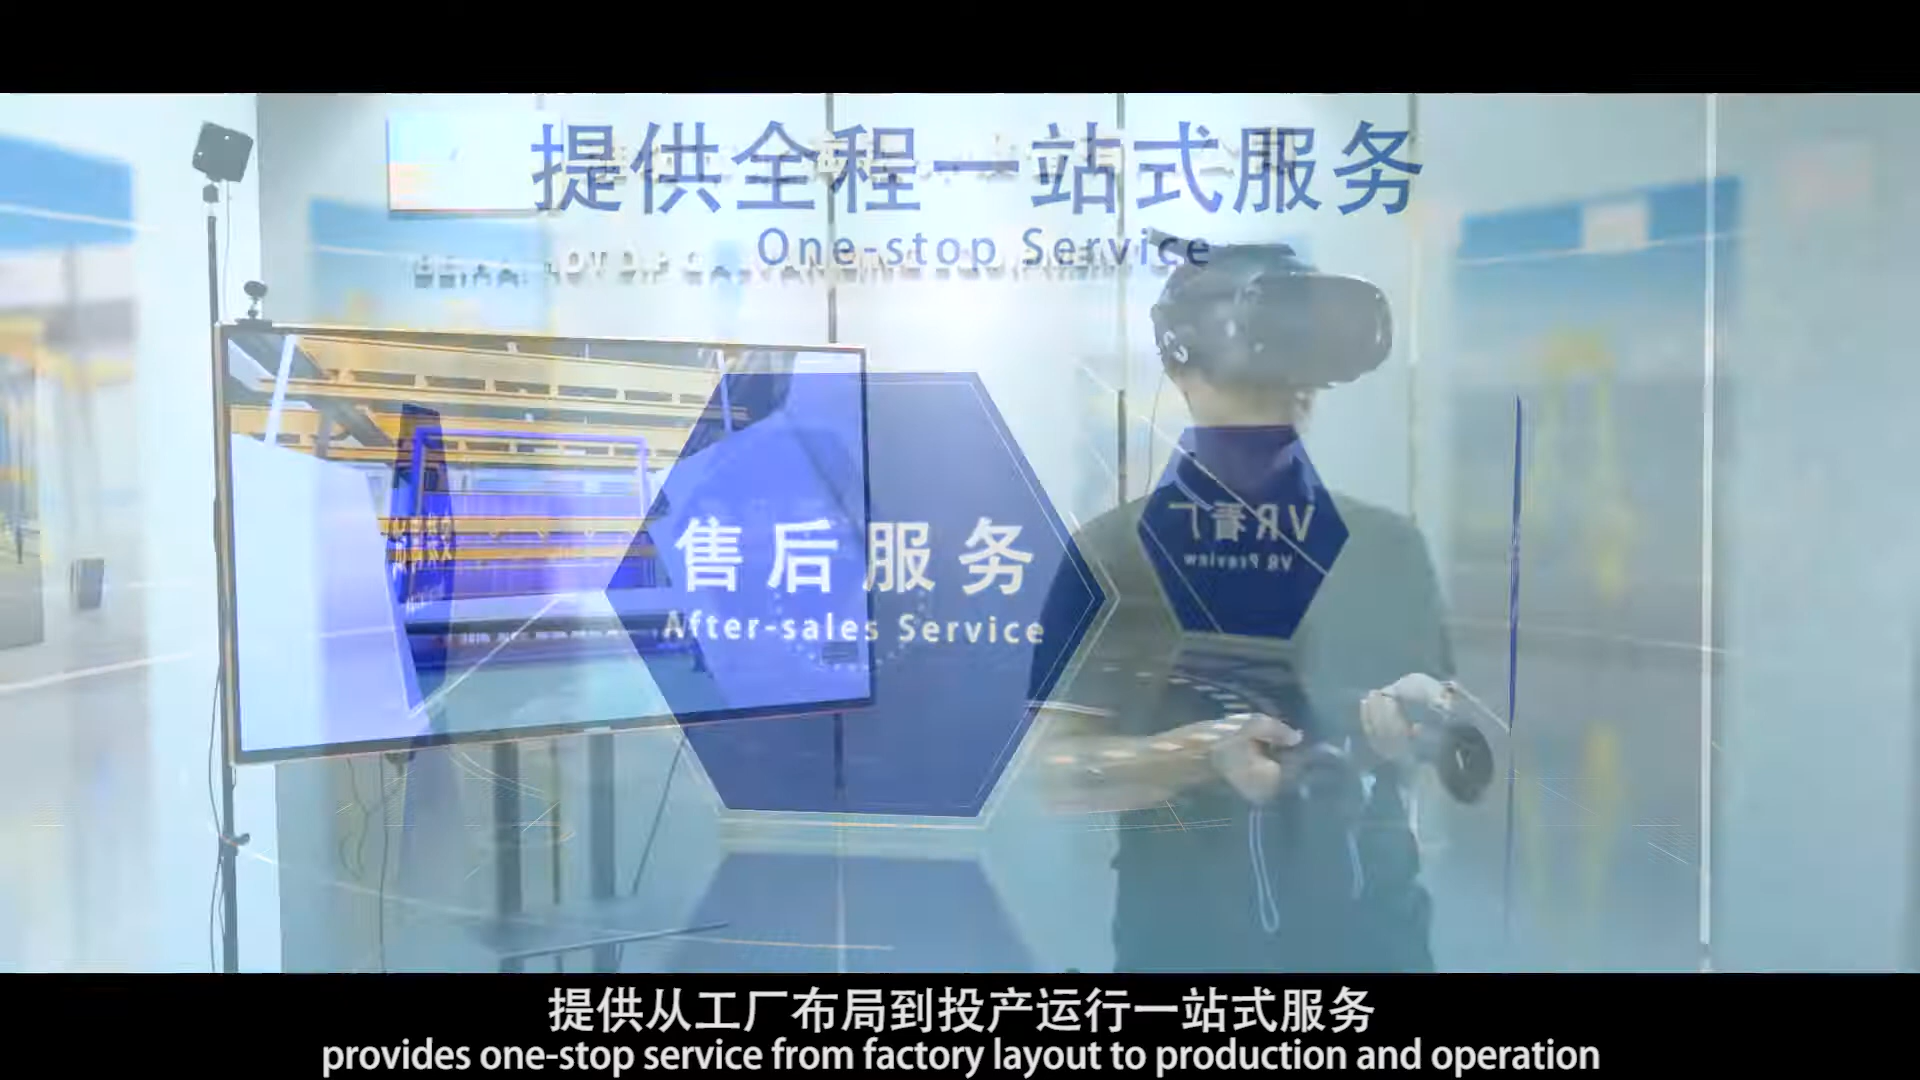 提供全程一站式服务
One-stop Service
售后服务
After-sales Service
VR看厂
VR Preview
提供从工厂布局到投产运行一站式服务
provides one-stop service from factory layout to production and operation